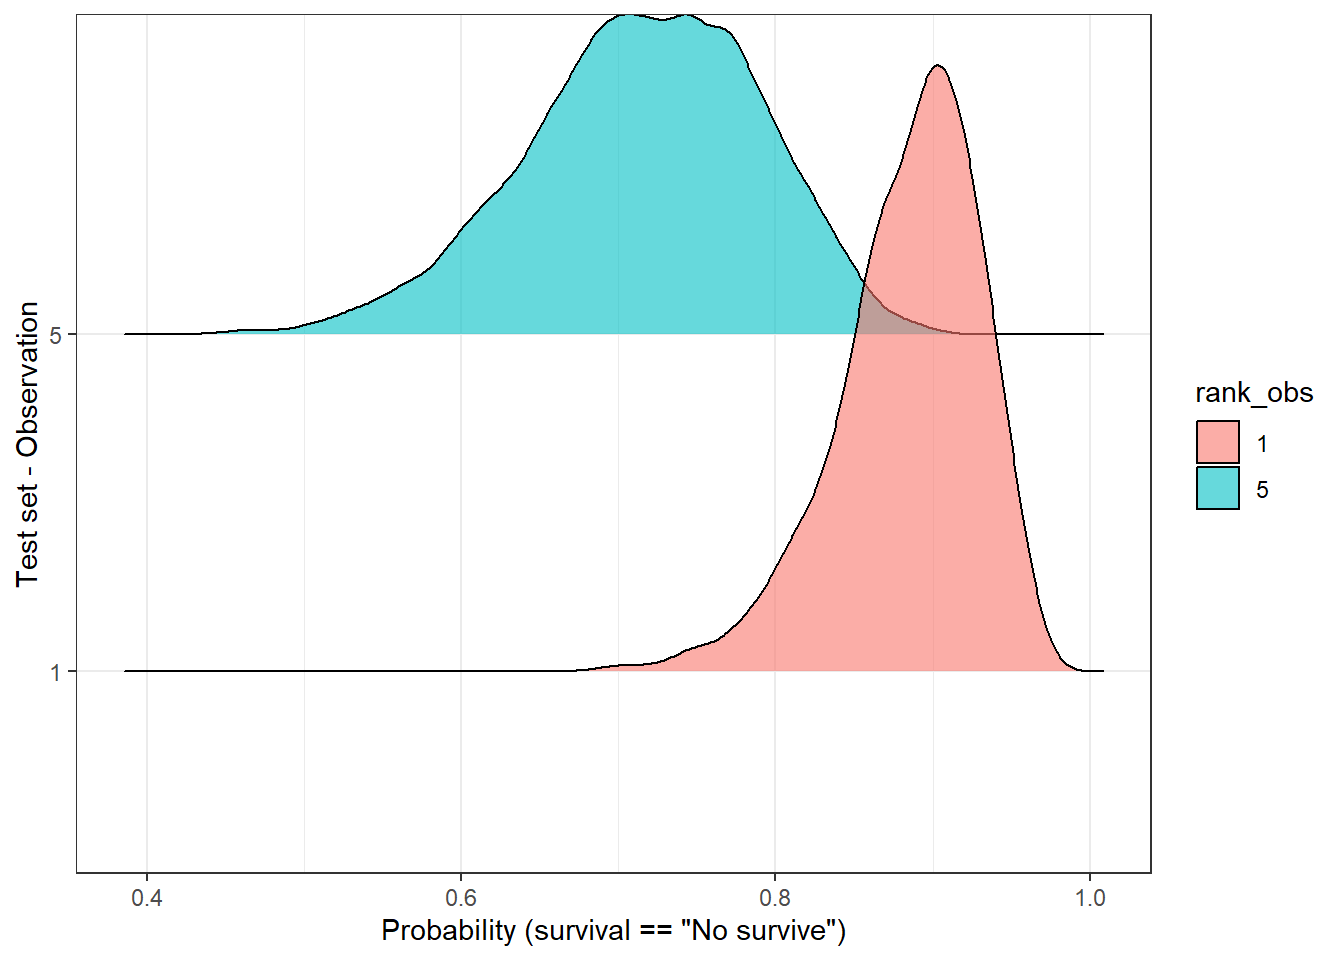 Test set - Observation
5
1
0.4
0.6
0.8
1.0
Probability (survival == "No survive")
rank_obs
1
5